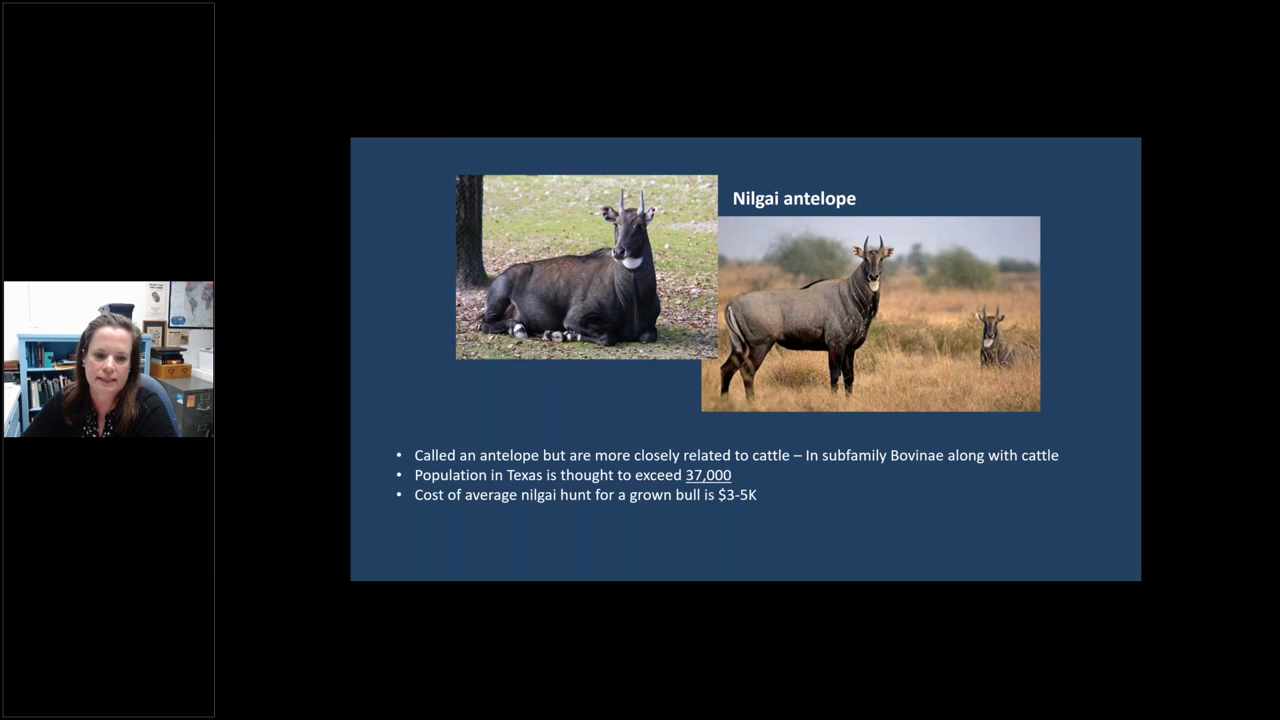 Nilgai antelope
• Called an antelope but are more closely related to cattle – In subfamily Bovinae along with cattle
• Population in Texas is thought to exceed 37,000
• Cost of average nilgai hunt for a grown bull is $3-5K